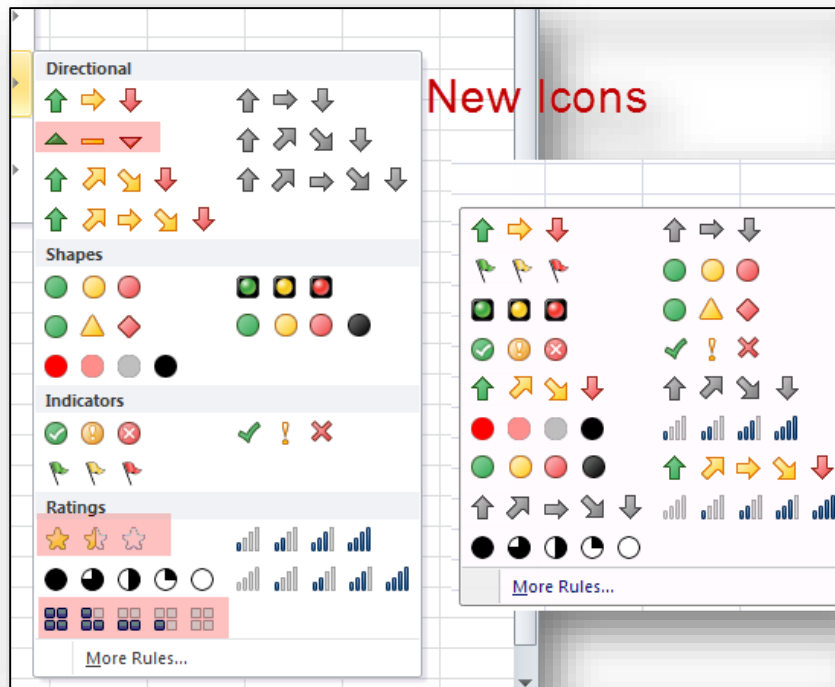 Directional
New Icons
Shapes
Indicators
Ratings
More Rules...
More Rules...